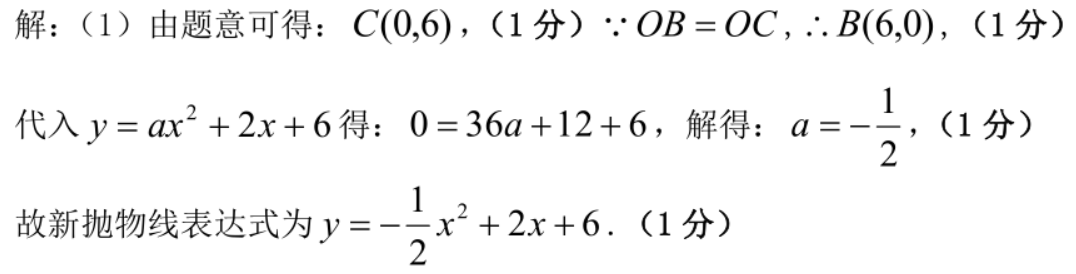 解：（1）由题意可得：C(0,6)，（1 分）∵OB = OC，∴B(6,0)，（1 分）
代入 y = ax² + 2x + 6 得：0 = 36a + 12 + 6，解得：a = -1/2，（1 分）
故新抛物线表达式为 y = -1/2 x² + 2x + 6．（1 分）